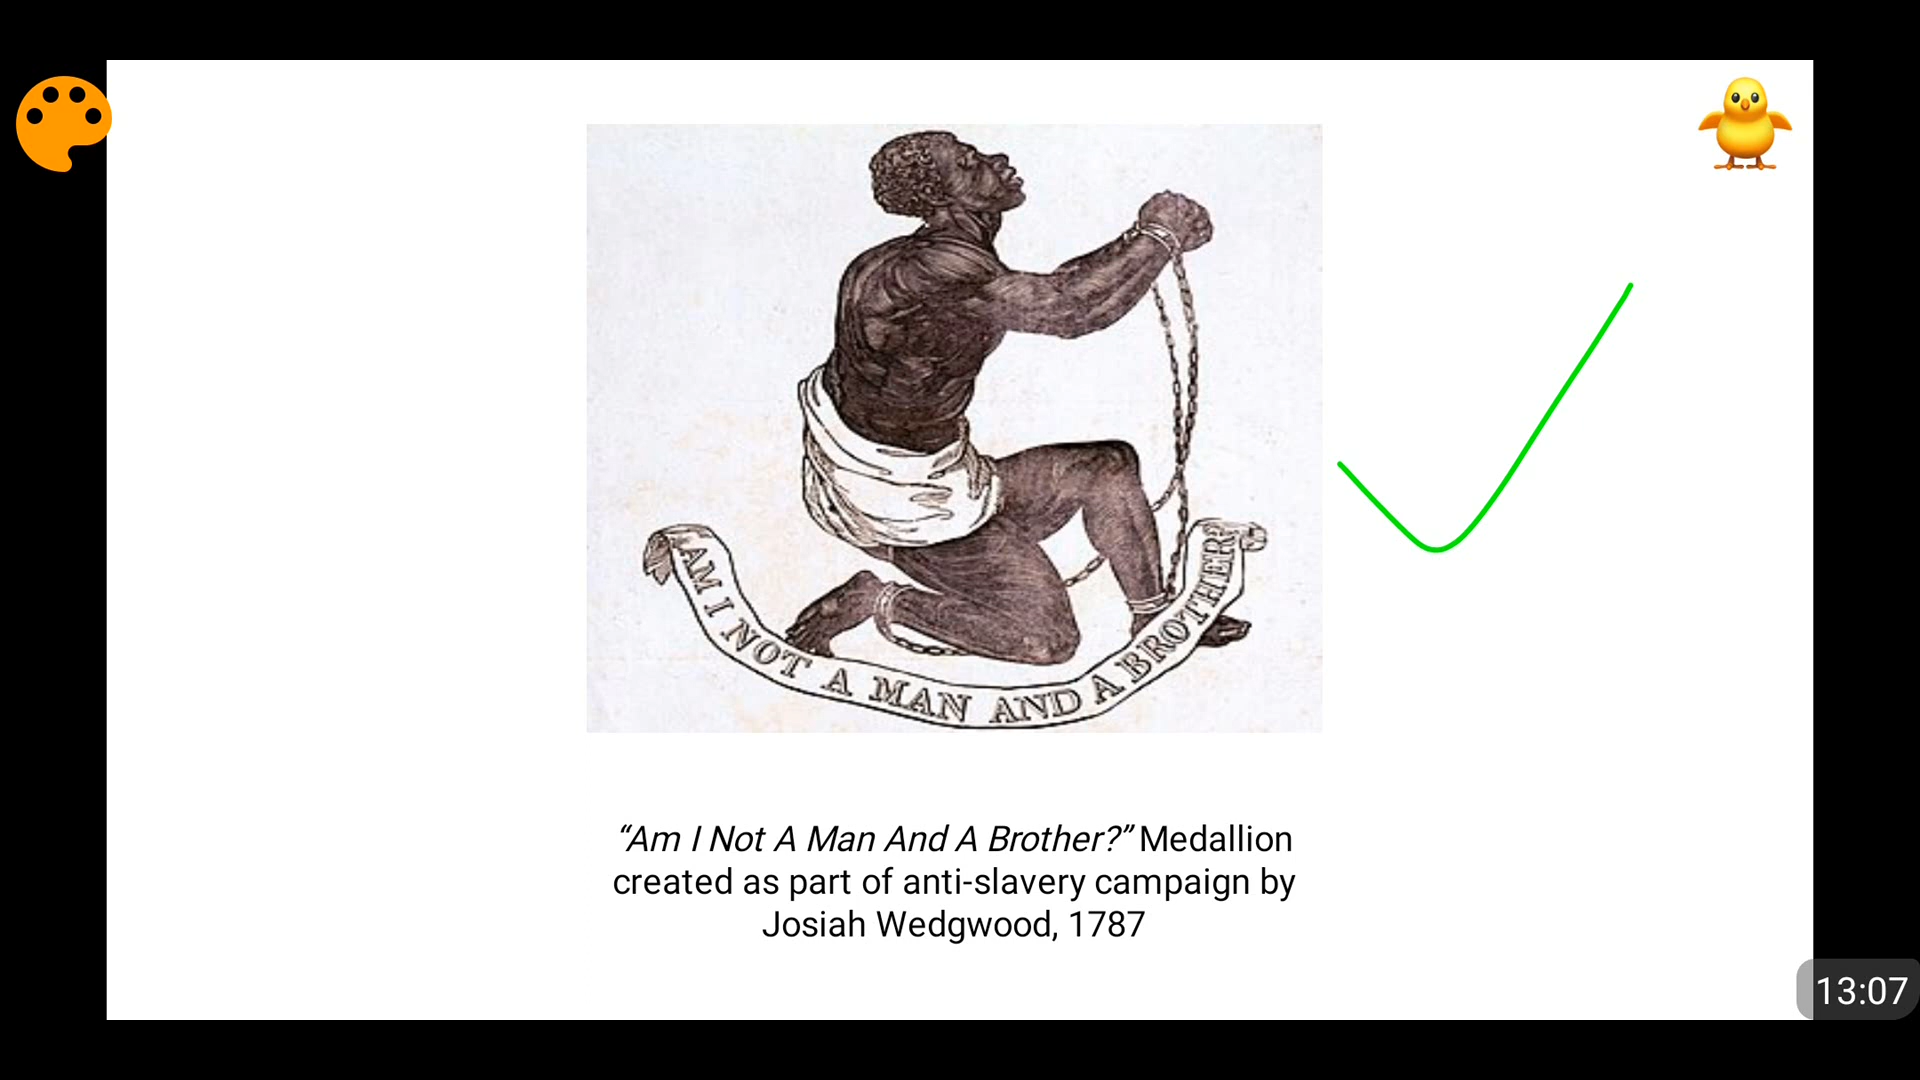 AM I NOT A MAN AND A BROTHER?
“Am I Not A Man And A Brother?” Medallion
created as part of anti-slavery campaign by
Josiah Wedgwood, 1787
13:07